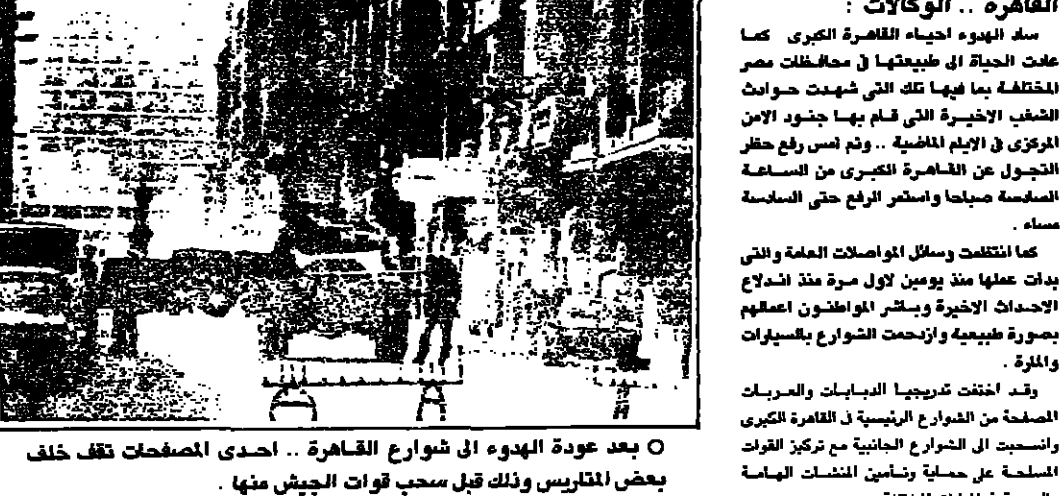 القاهرة .. الوكالات :
ساد الهدوء احياء القاهرة الكبرى كما
عادت الحياة الى طبيعتها في محافظات مصر
المختلفة بما فيها تلك التي شهدت حوادث
الشغب الاخيرة التي قام بها جنود الامن
المركزى في الايام الماضية .. وتم امس رفع حظر
التجول عن القاهرة الكبرى من الساعة
السادسة صباحا واستمر الرفع حتى السادسة
مساء .
كما انتظمت وسائل المواصلات العامة والتى
بدات عملها منذ يومين لاول مرة منذ اندلاع
الاحداث الاخيرة وباشر المواطنون اعمالهم
بصورة طبيعية وازدحمت الشوارع بالسيارات
والمارة .
وقد اختفت تدريجيا الدبابات والعربات
المصفحة من الشوارع الرئيسية في القاهرة الكبرى
وانسحبت الى الشوارع الجانبية مع تركيز القوات
المسلحة على حماية وتأمين المنشات الهامة
○ بعد عودة الهدوء الى شوارع القاهرة .. احدى المصفحات تقف خلف
بعض المتاريس وذلك قبل سحب قوات الجيش منها .